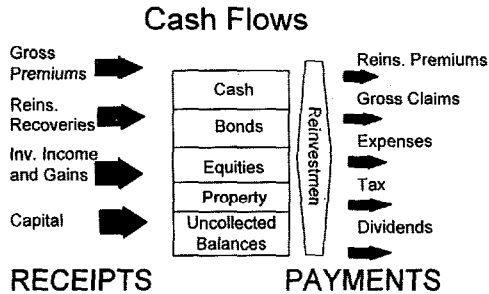 Cash Flows
Gross
Premiums
Reins.
Recoveries
Inv. Income
and Gains
Capital
Cash
Bonds
Equities
Property
Uncollected
Balances
Reinvestmen
Reins. Premiums
Gross Claims
Expenses
Tax
Dividends
RECEIPTS
PAYMENTS